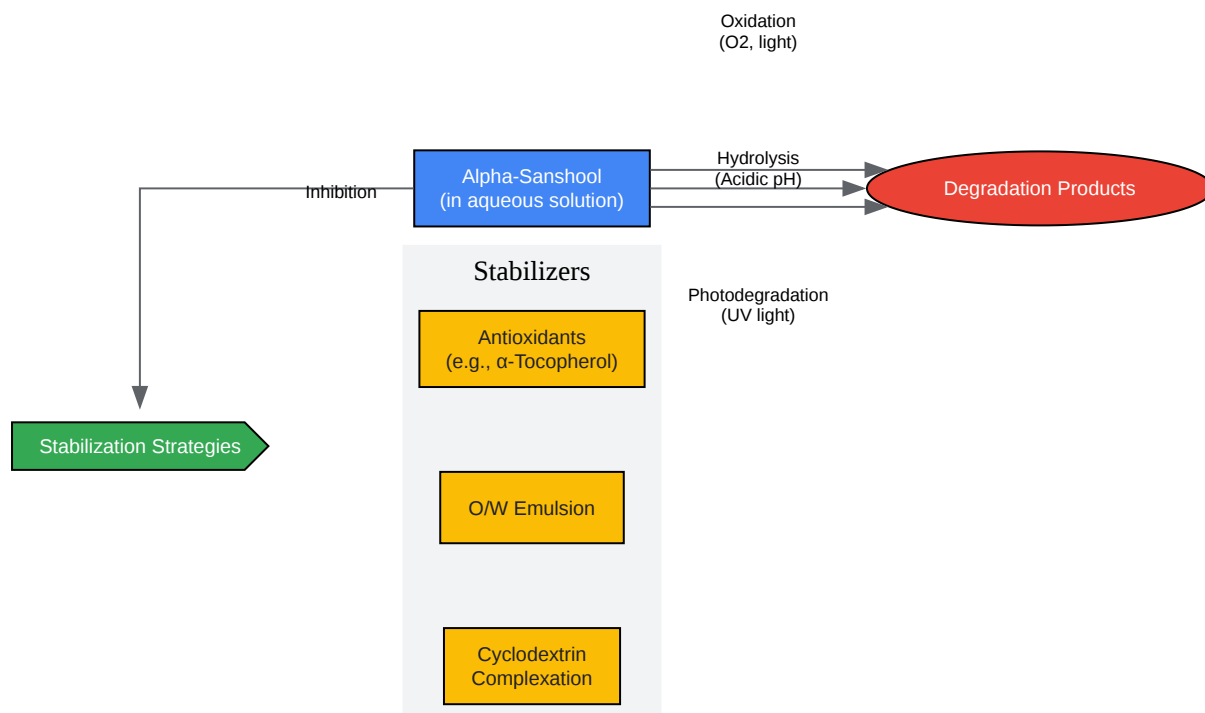 Oxidation
(O2, light)
Alpha-Sanshool
(in aqueous solution)
Hydrolysis
(Acidic pH)
Degradation Products
Inhibition
Stabilizers
Photodegradation
(UV light)
Antioxidants
(e.g., α-Tocopherol)
Stabilization Strategies
O/W Emulsion
Cyclodextrin
Complexation